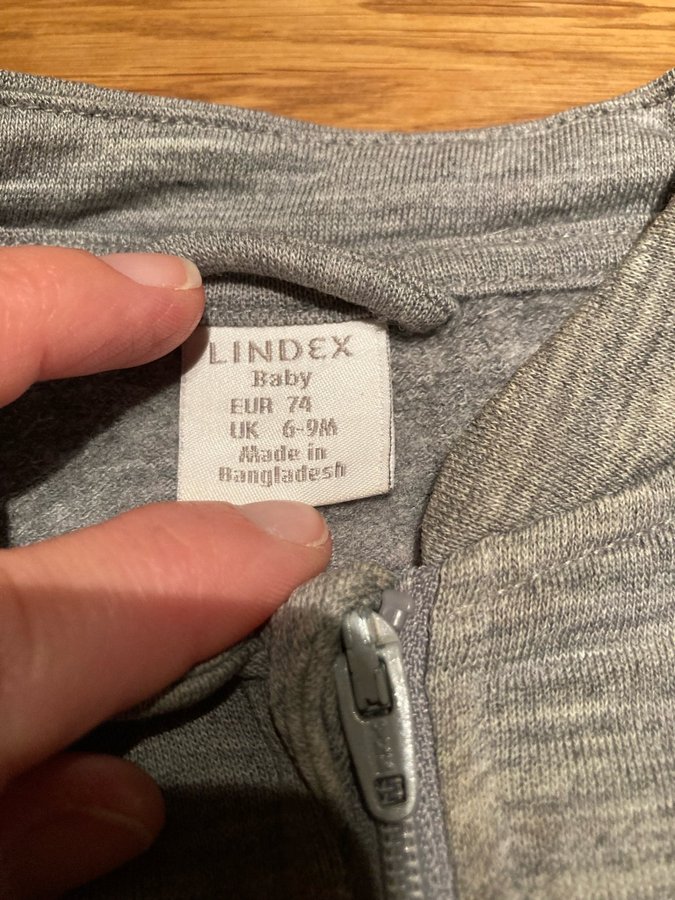 LINDEX
Baby
EUR 74
UK 6-9M
Made in
Bangladesh